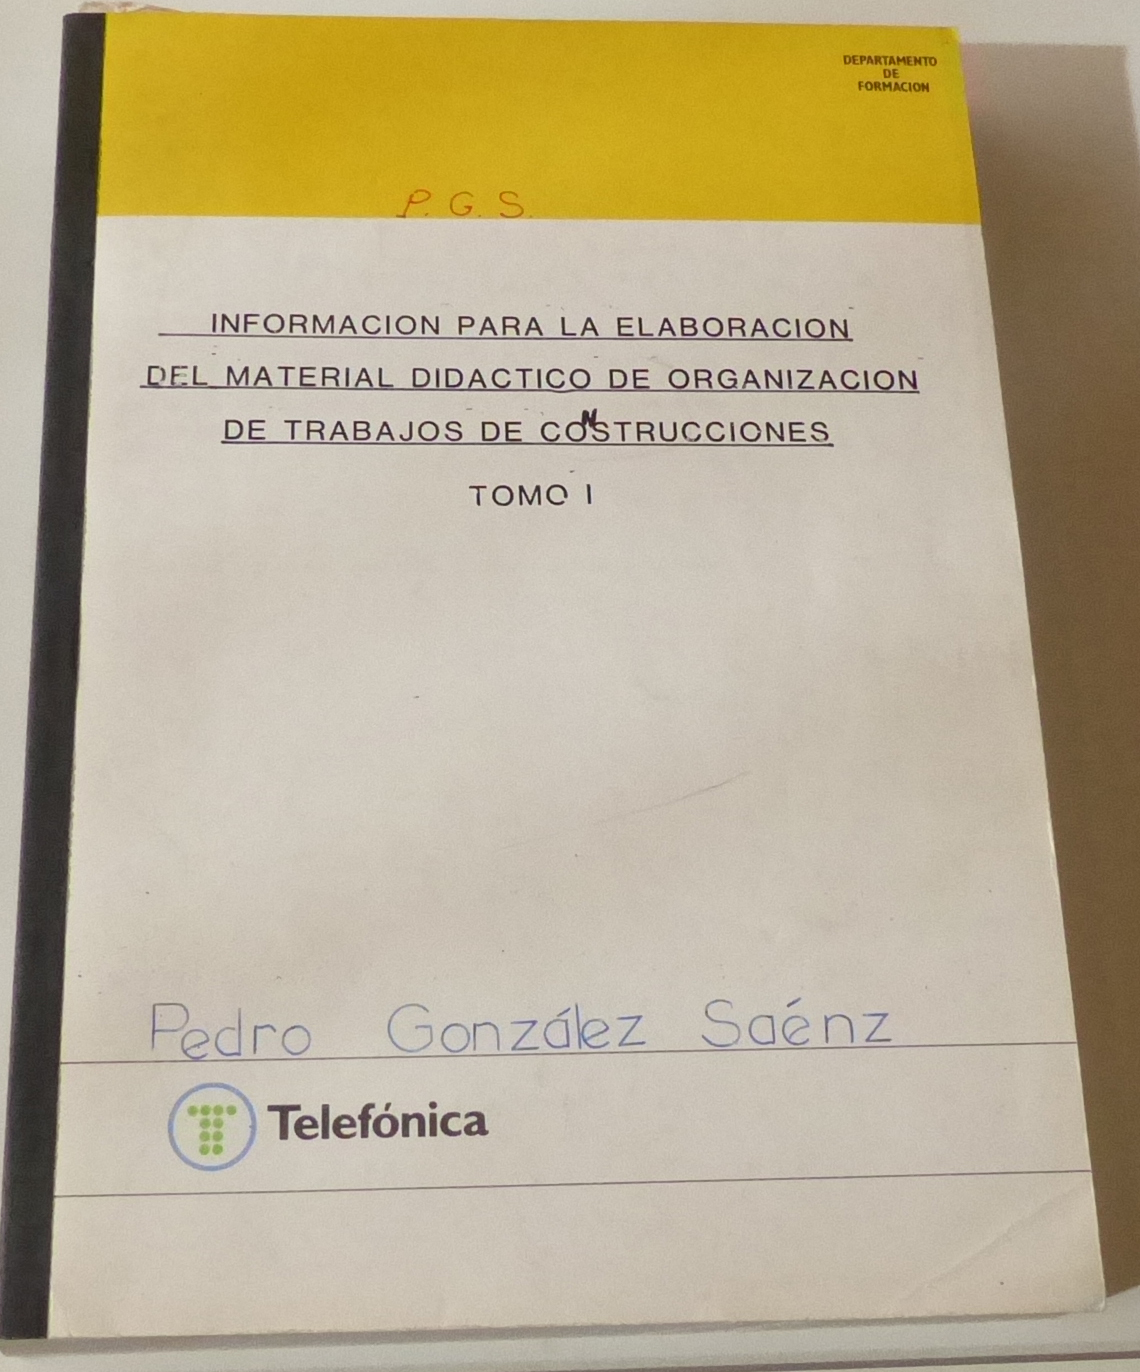 DEPARTAMENTO
DE
FORMACION
P. G. S.
INFORMACION PARA LA ELABORACION
DEL MATERIAL DIDACTICO DE ORGANIZACION
DE TRABAJOS DE CONSTRUCCIONES
TOMO I
Pedro González Saénz
Telefónica